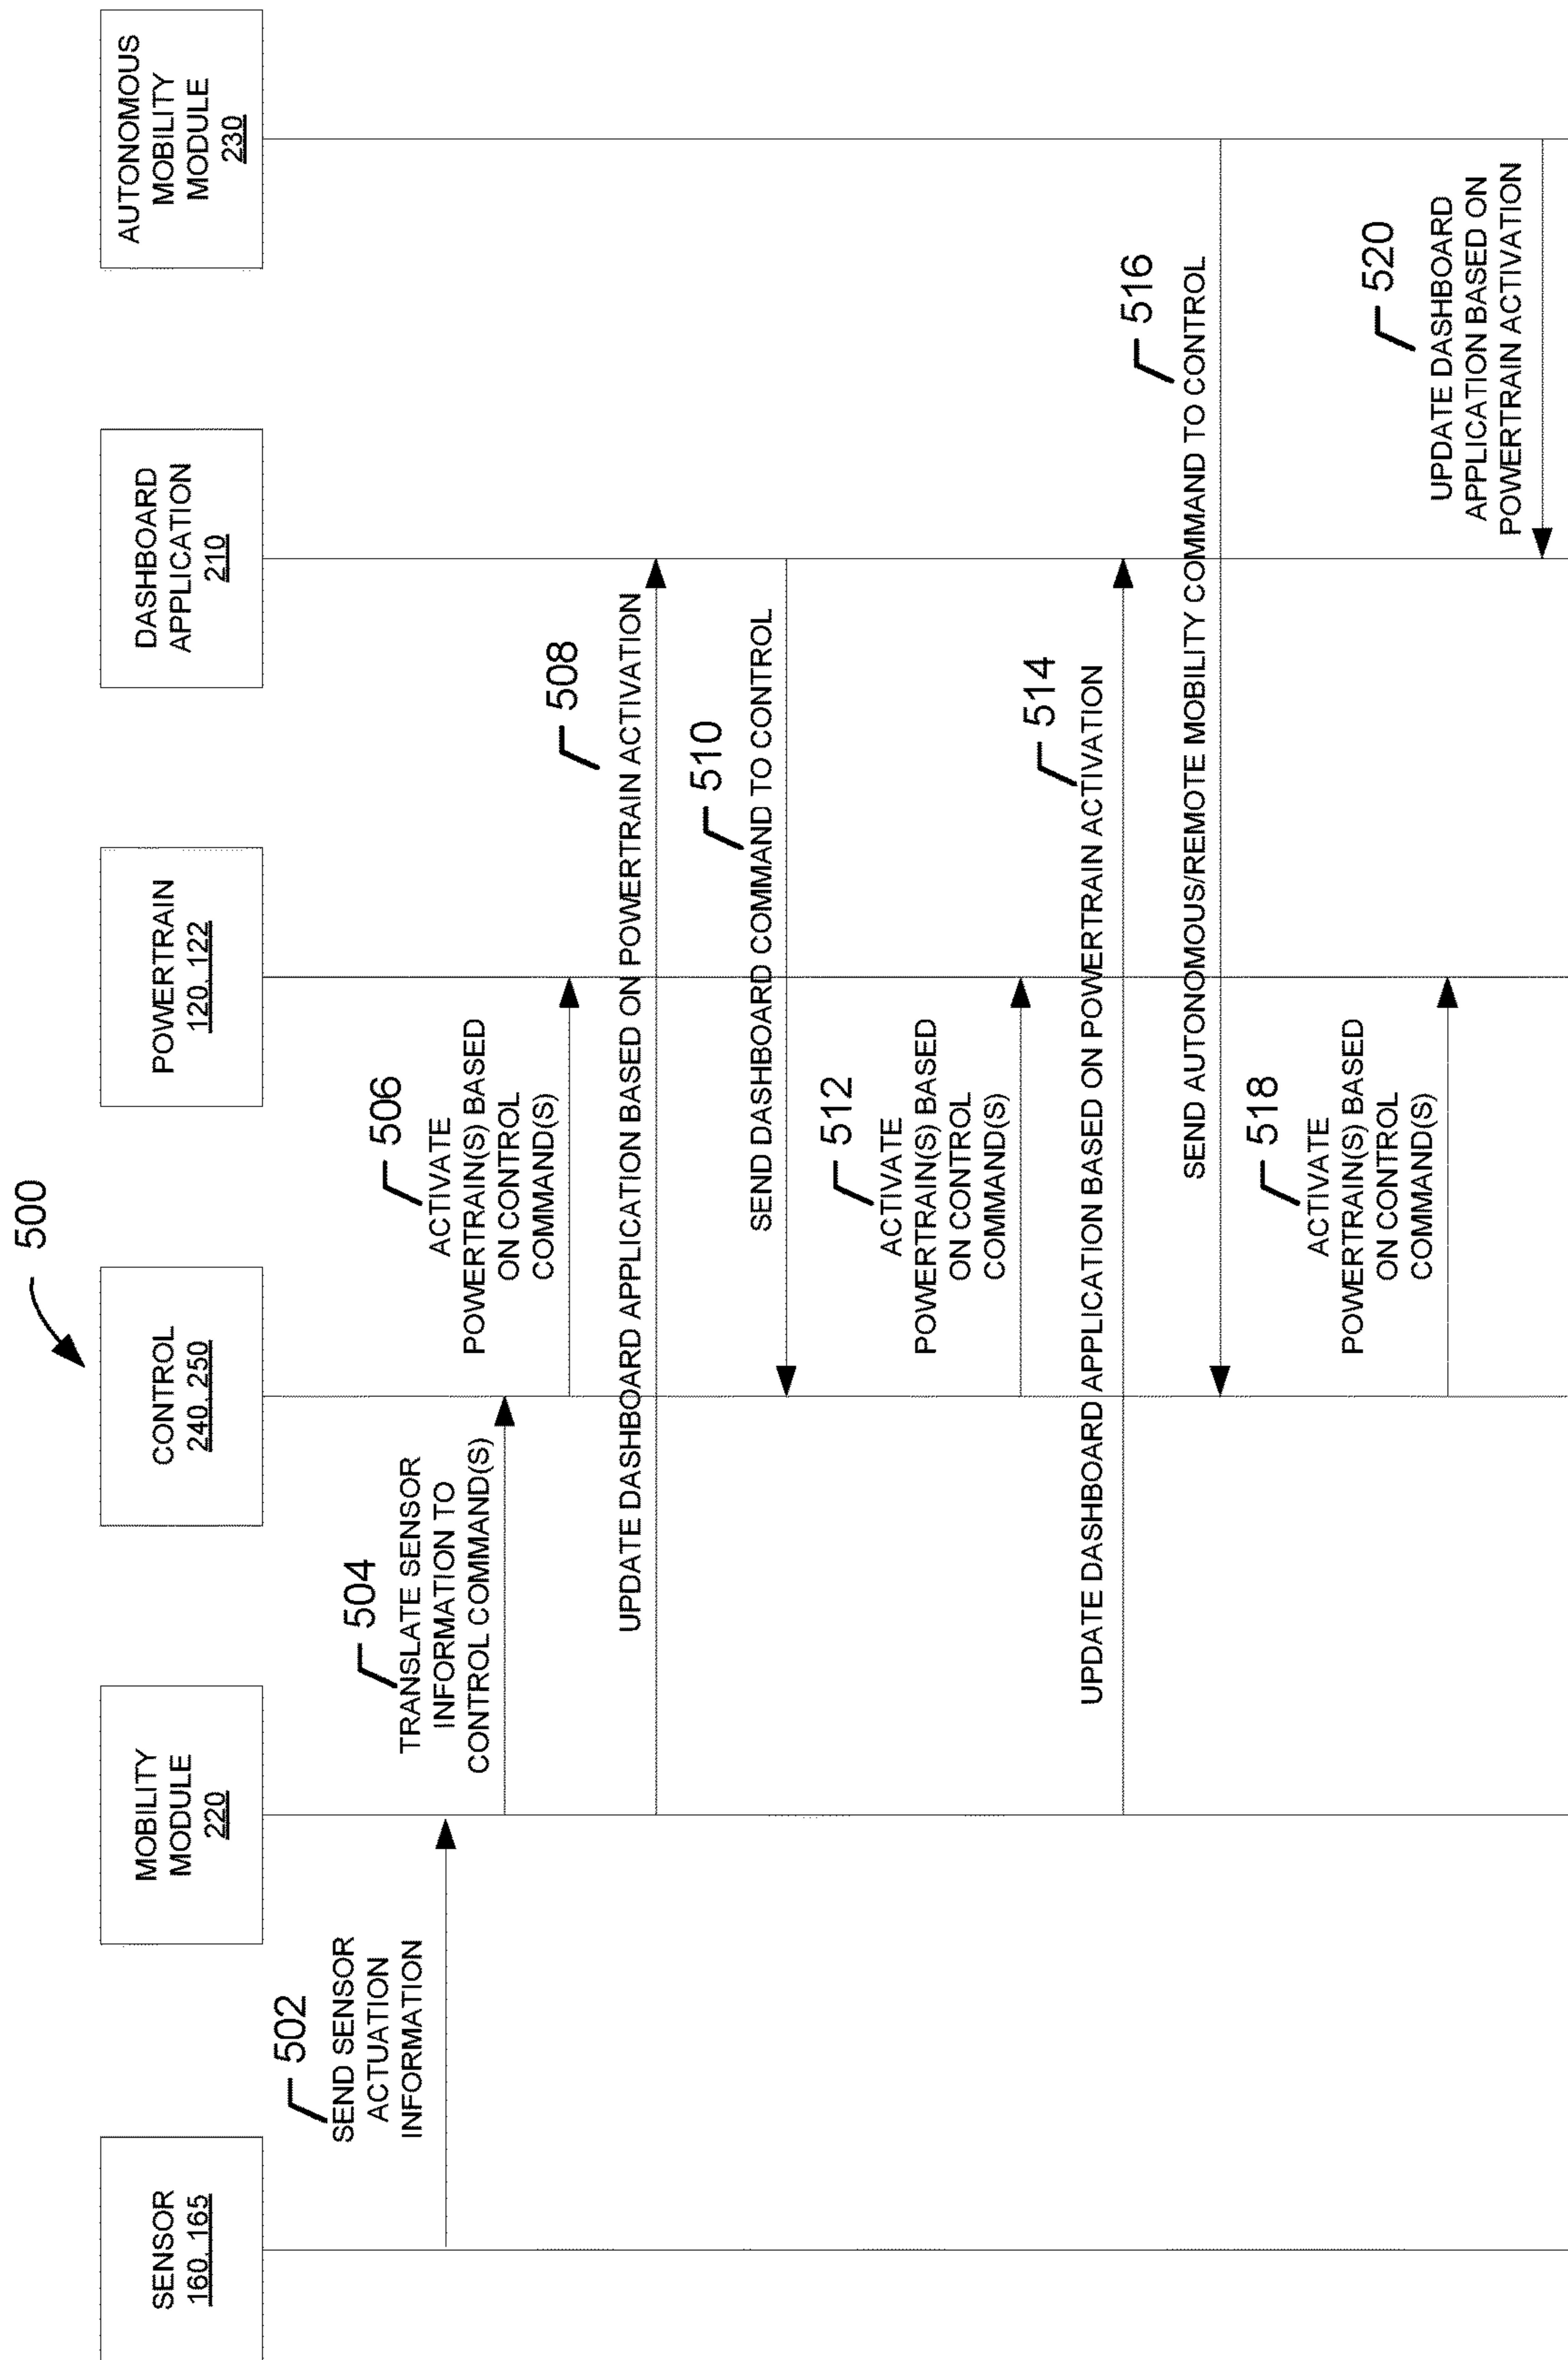 500
SENSOR
160, 165
MOBILITY
MODULE
220
CONTROL
240, 250
POWERTRAIN
120, 122
DASHBOARD
APPLICATION
210
AUTONOMOUS
MOBILITY
MODULE
230
502
SEND SENSOR
ACTUATION
INFORMATION
504
TRANSLATE SENSOR
INFORMATION TO
CONTROL COMMAND(S)
506
ACTIVATE
POWERTRAIN(S) BASED
ON CONTROL
COMMAND(S)
508
UPDATE DASHBOARD APPLICATION BASED ON POWERTRAIN ACTIVATION
510
SEND DASHBOARD COMMAND TO CONTROL
512
ACTIVATE
POWERTRAIN(S) BASED
ON CONTROL
COMMAND(S)
514
UPDATE DASHBOARD APPLICATION BASED ON POWERTRAIN ACTIVATION
516
SEND AUTONOMOUS/REMOTE MOBILITY COMMAND TO CONTROL
518
ACTIVATE
POWERTRAIN(S) BASED
ON CONTROL
COMMAND(S)
520
UPDATE DASHBOARD
APPLICATION BASED ON
POWERTRAIN ACTIVATION